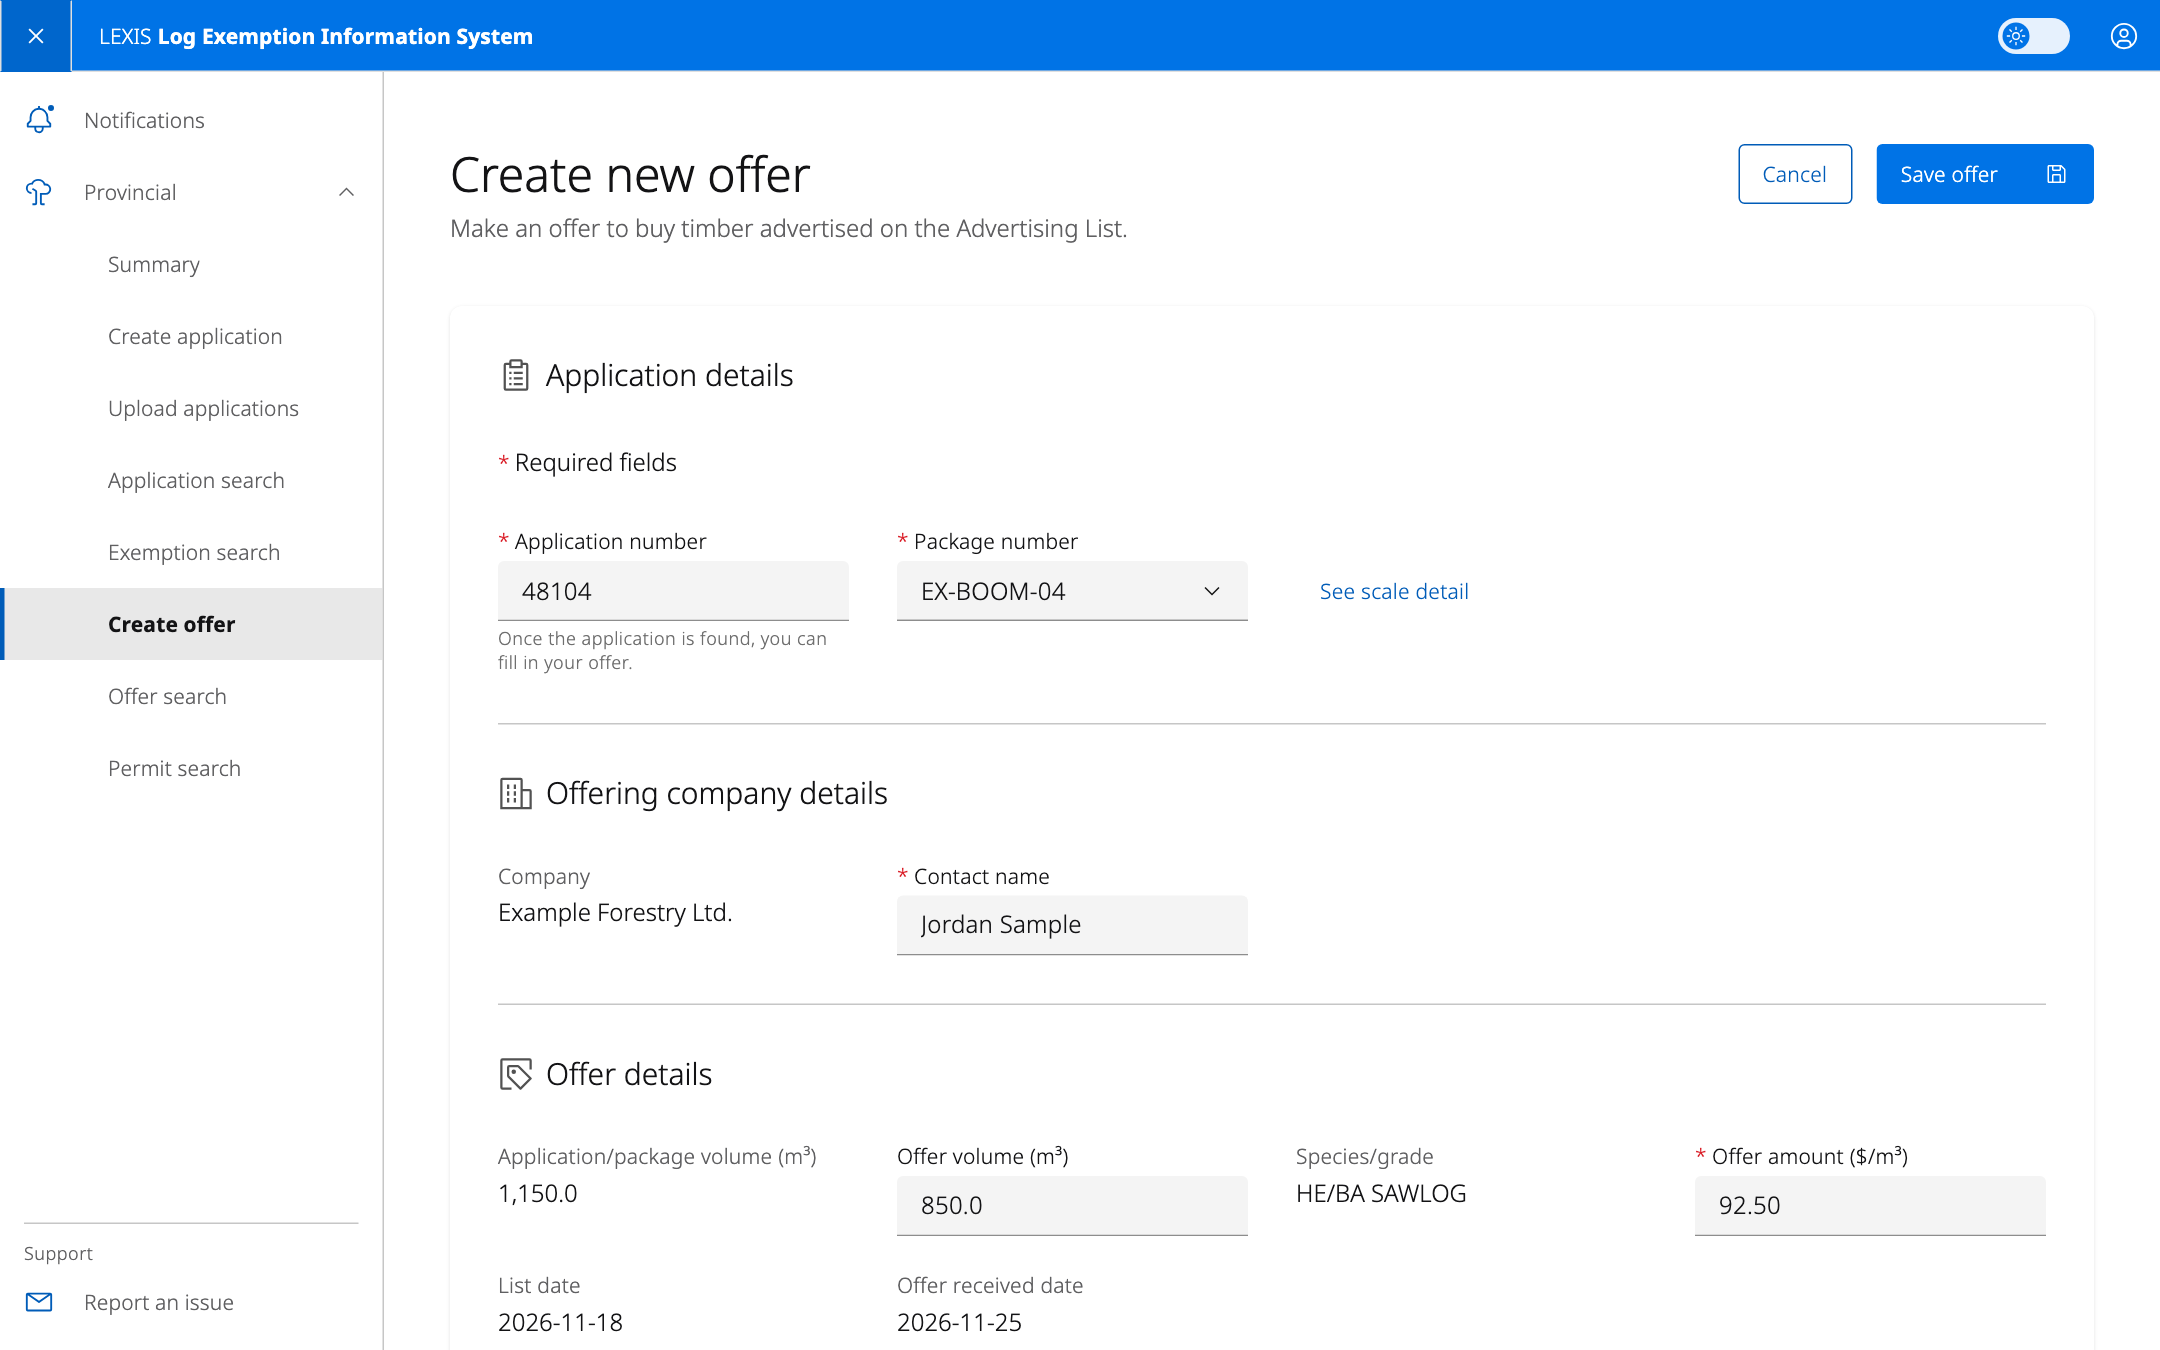 LEXIS Log Exemption Information System
Notifications
Provincial
Summary
Create application
Upload applications
Application search
Exemption search
Create offer
Offer search
Permit search
Support
Report an issue
Create new offer
Make an offer to buy timber advertised on the Advertising List.
Cancel
Save offer
Application details
* Required fields
* Application number
48104
Once the application is found, you can
fill in your offer.
* Package number
EX-BOOM-04
See scale detail
Offering company details
Company
Example Forestry Ltd.
* Contact name
Jordan Sample
Offer details
Application/package volume (m³)
1,150.0
Offer volume (m³)
850.0
Species/grade
HE/BA SAWLOG
* Offer amount ($/m³)
92.50
List date
2026-11-18
Offer received date
2026-11-25